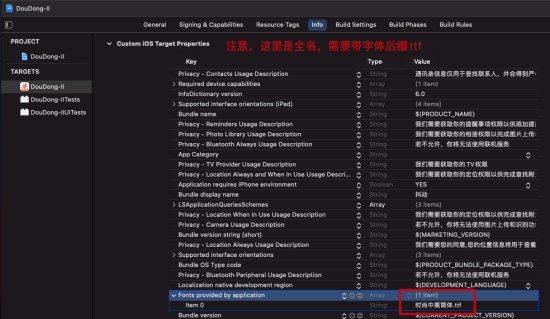 DouDong-II
General Signing & Capabilities Resource Tags Info Build Settings Build Phases Build Rules
PROJECT
DouDong-II
TARGETS
DouDong-II
DouDong-IITests
DouDong-IIUITests
Custom iOS Target Properties
注意，这里是全名，需要带字体后缀ttf
Key Type Value
Privacy - Contacts Usage Description String 通讯录信息仅用于查找联系人，并会得到严
Required device capabilities Array (1 item)
InfoDictionary version String 6.0
Supported interface orientations (iPad) Array (4 items)
Bundle name String $(PRODUCT_NAME)
Privacy - Reminders Usage Description String 我们需要获取你的提醒事项权限以供添加提
Privacy - Photo Library Usage Description String 我们需要获取你的相册权限以完成图片上传
Privacy - Bluetooth Always Usage Description String 若不允许，你将无法使用联机服务
App Category String
Privacy - TV Provider Usage Description String 我们需要获取你的TV权限
Privacy - Location Always and When In Use Usage Descri... String 我们需要获取你的定位权限以供完成查找附
Application requires iPhone environment Boolean YES
Bundle display name String 抖动
LSApplicationQueriesSchemes Array (3 items)
Privacy - Location When In Use Usage Description String 我们需要获取你的定位权限以供完成查找附
Privacy - Camera Usage Description String 若不允许，你将无法使用图片上传和识别功
Bundle version string (short) String $(MARKETING_VERSION)
Privacy - Location Always Usage Description String 我们需要您的同意,您的位置信息将用于查看
Supported interface orientations Array (3 items)
Bundle OS Type code String $(PRODUCT_BUNDLE_PACKAGE_TYPE)
Privacy - Bluetooth Peripheral Usage Description String 若不允许，你将无法使用联机服务
Localization native development region String $(DEVELOPMENT_LANGUAGE)
Fonts provided by application Array (1 item)
Item 0 String 时尚中黑简体.ttf
Bundle version String $(CURRENT_PROJECT_VERSION)